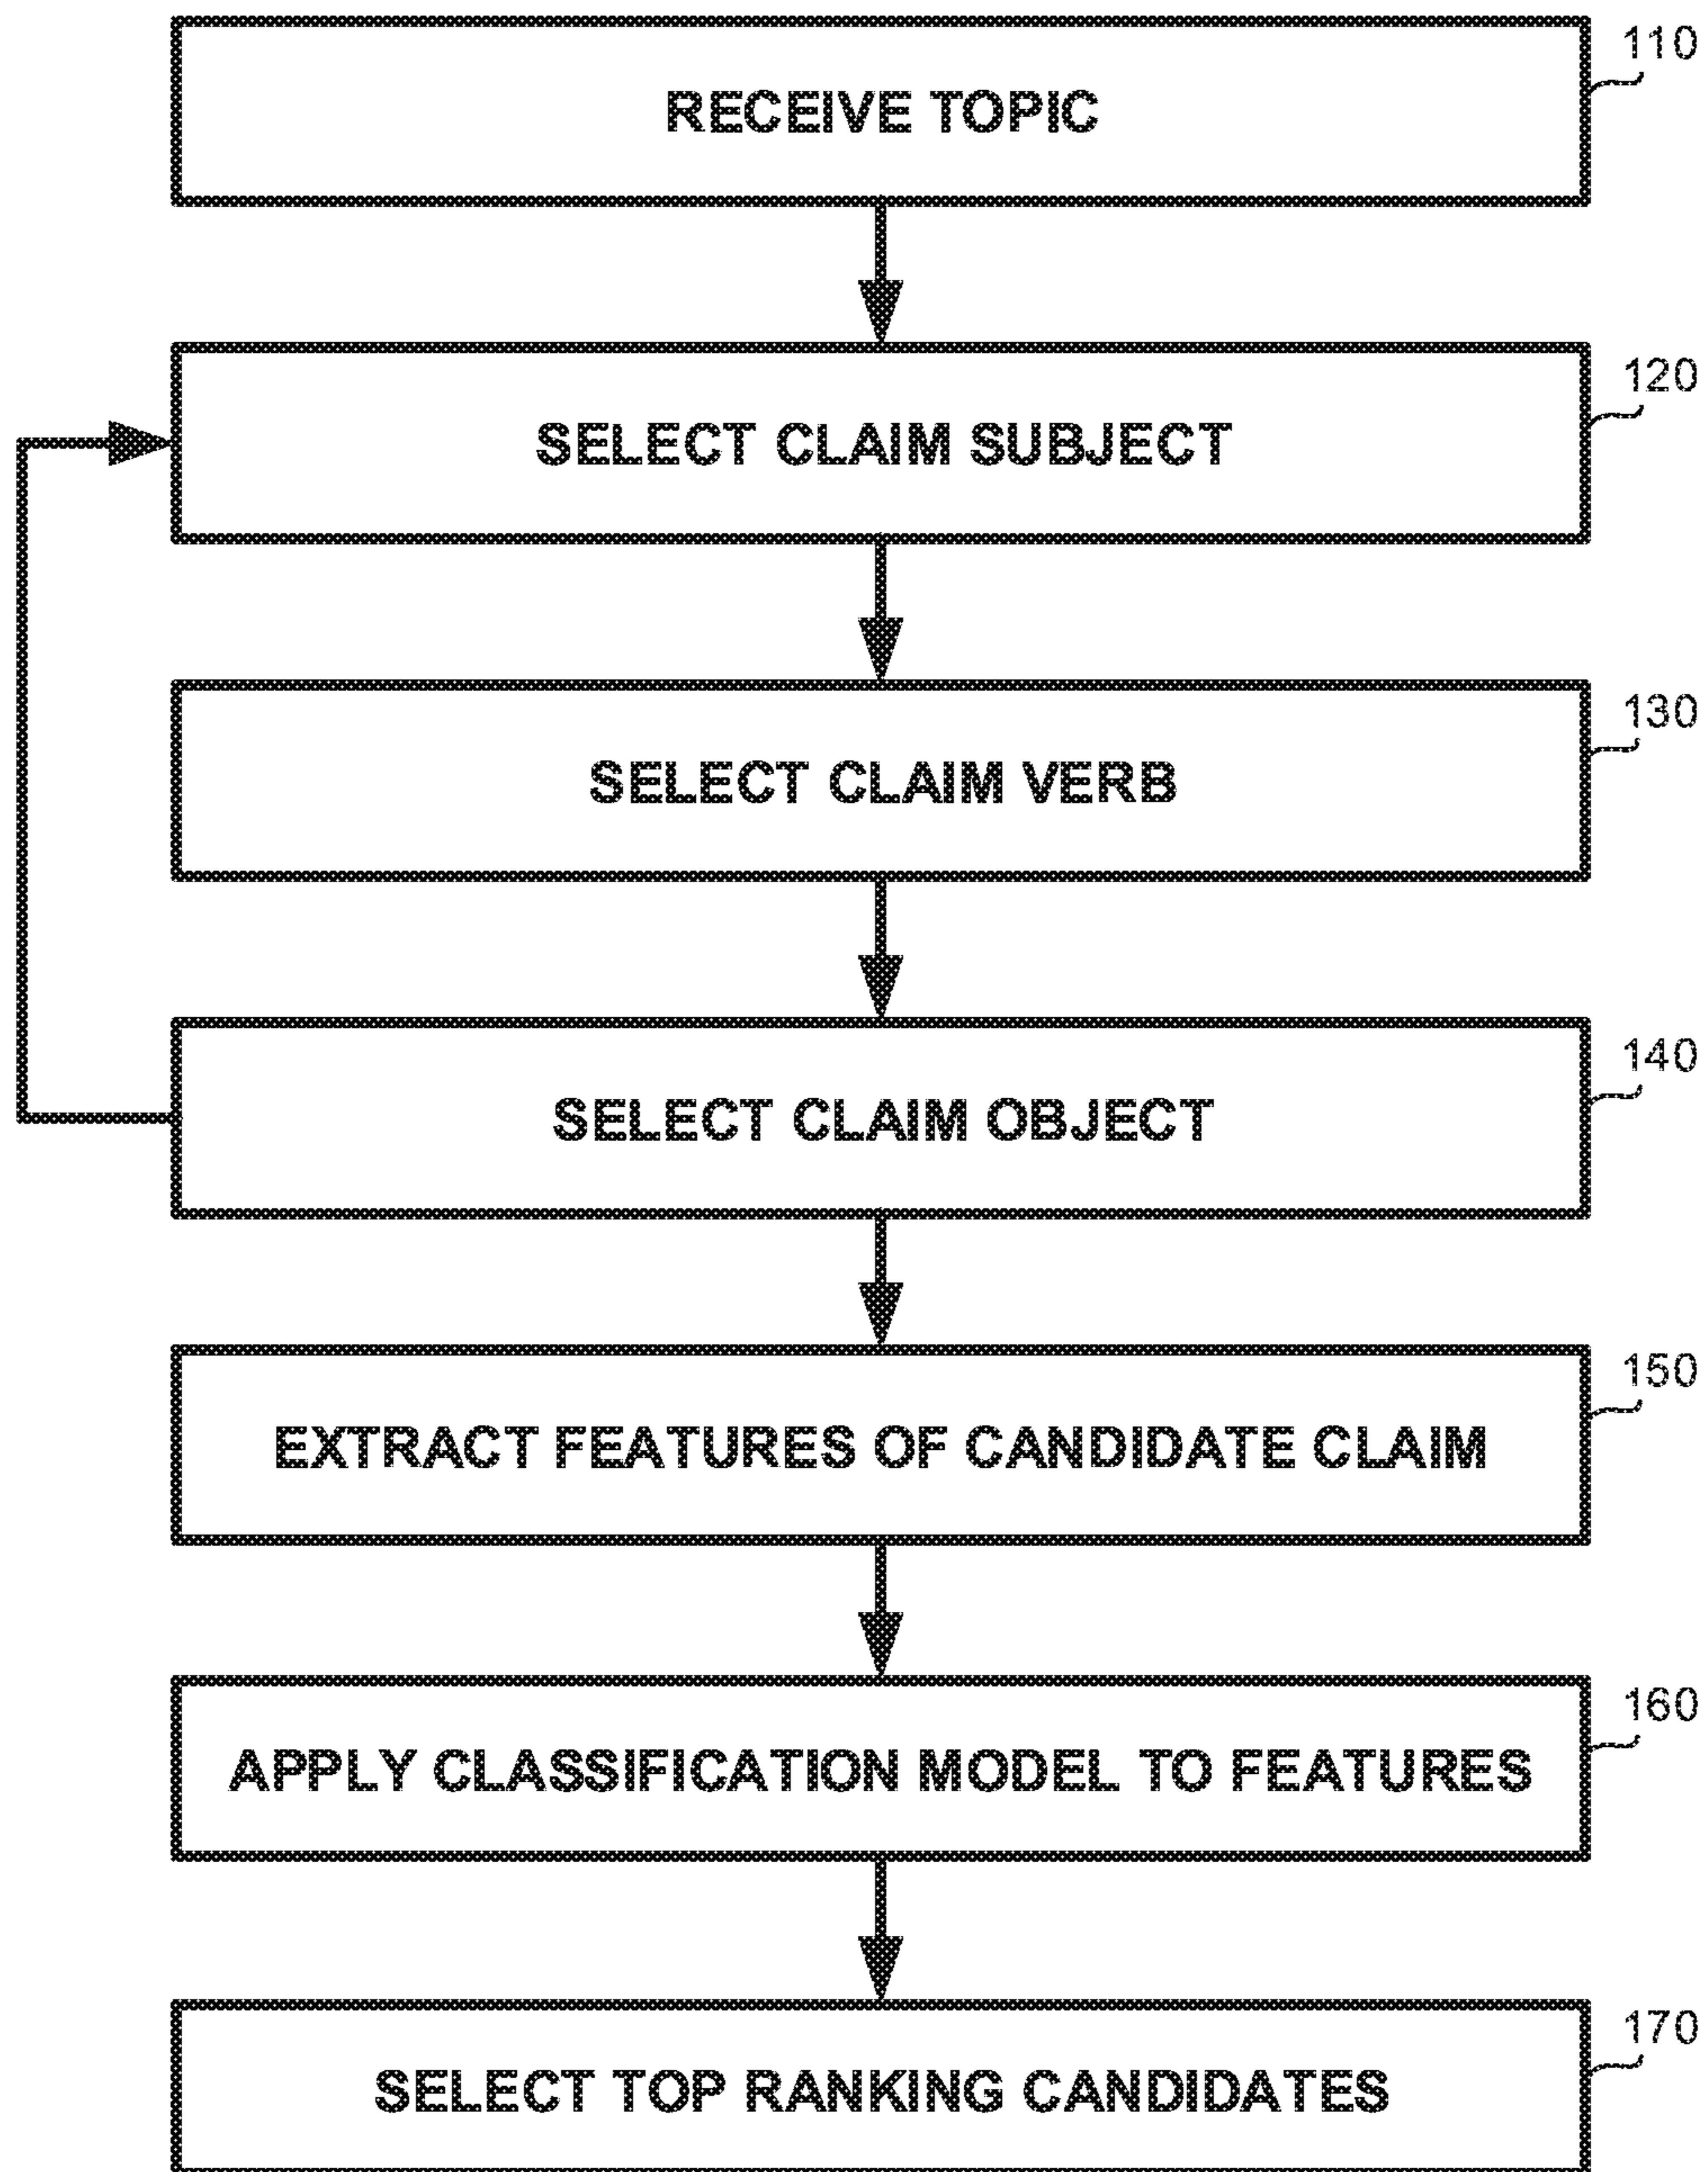 110
RECEIVE TOPIC
120
SELECT CLAIM SUBJECT
130
SELECT CLAIM VERB
140
SELECT CLAIM OBJECT
150
EXTRACT FEATURES OF CANDIDATE CLAIM
160
APPLY CLASSIFICATION MODEL TO FEATURES
170
SELECT TOP RANKING CANDIDATES